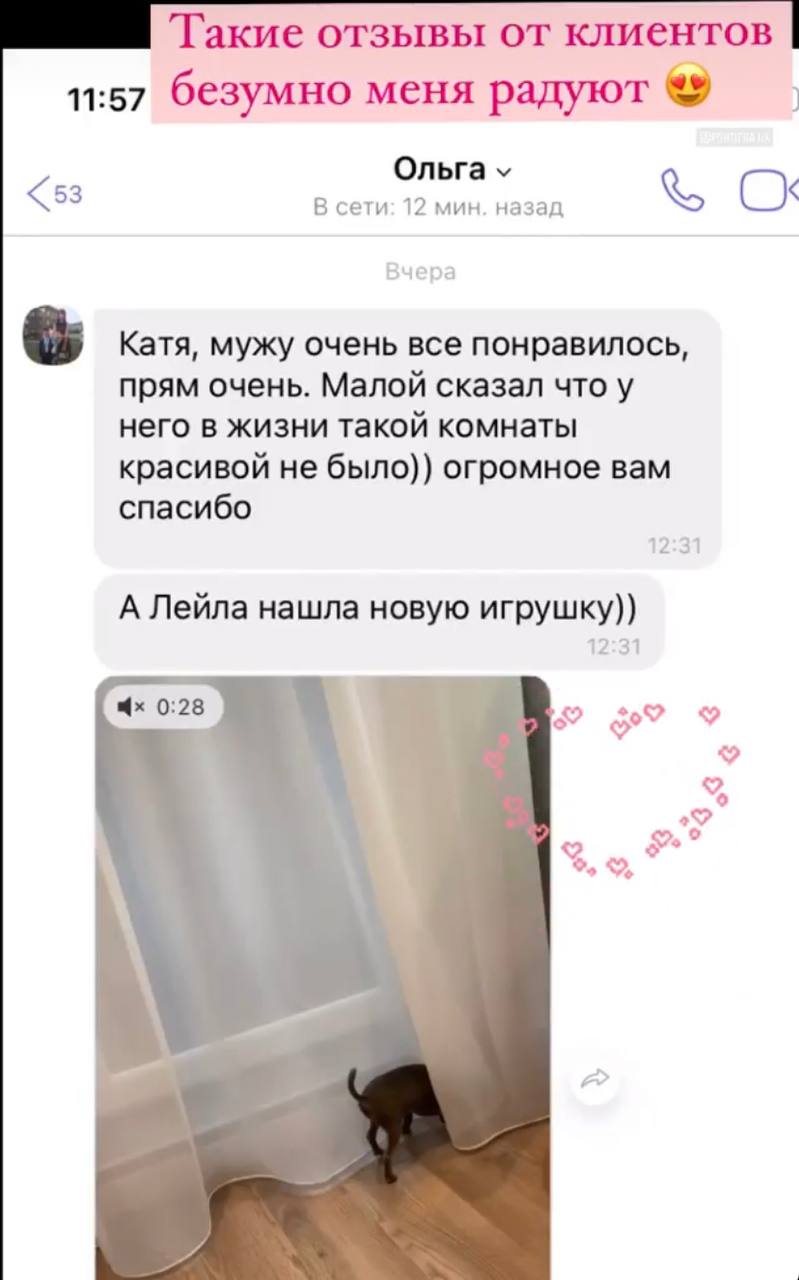 Такие отзывы от клиентов
безумно меня радуют 😍
11:57
53
Ольга
В сети: 12 мин. назад
Вчера
Катя, мужу очень все понравилось,
прям очень. Малой сказал что у
него в жизни такой комнаты
красивой не было)) огромное вам
спасибо
12:31
А Лейла нашла новую игрушку))
12:31
0:28